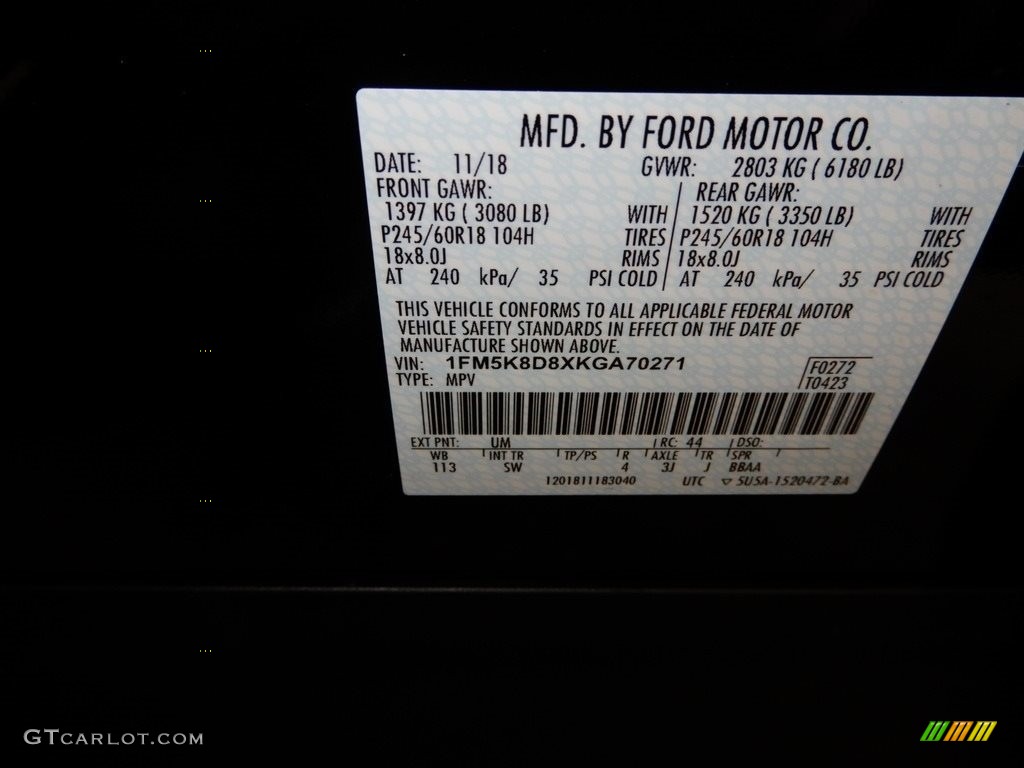 MFD. BY FORD MOTOR CO.
DATE: 11/18 GVWR: 2803 KG ( 6180 LB)
FRONT GAWR: REAR GAWR:
1397 KG ( 3080 LB) WITH 1520 KG ( 3350 LB) WITH
P245/60R18 104H TIRES P245/60R18 104H TIRES
18x8.0J RIMS 18x8.0J RIMS
AT 240 kPa/ 35 PSI COLD AT 240 kPa/ 35 PSI COLD
THIS VEHICLE CONFORMS TO ALL APPLICABLE FEDERAL MOTOR
VEHICLE SAFETY STANDARDS IN EFFECT ON THE DATE OF
MANUFACTURE SHOWN ABOVE.
VIN: 1FM5K8D8XKGA70271 F0272
TYPE: MPV T0423
EXT PNT: UM RC: 44 DSO:
WB INT TR TP/PS R AXLE TR SPR
113 SW 4 3J J BBAA
1201811183040 UTC ▽ 5U5A-1520472-BA
GTCARLOT.COM